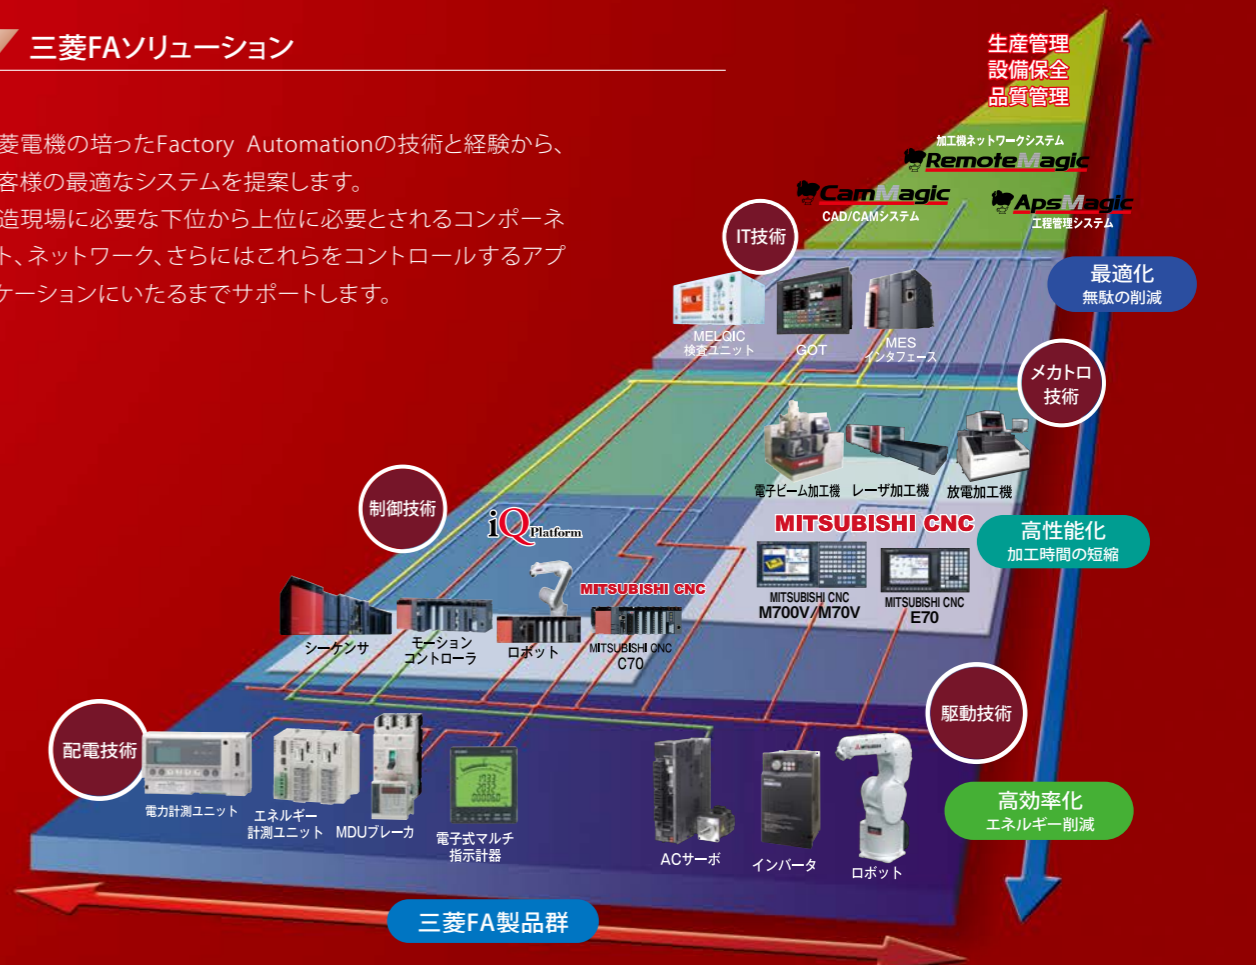 三菱FAソリューション
菱電機の培ったFactory Automationの技術と経験から、
客様の最適なシステムを提案します。
造現場に必要な下位から上位に必要とされるコンポーネ
ト、ネットワーク、さらにはこれらをコントロールするアプ
ケーションにいたるまでサポートします。
生産管理
設備保全
品質管理
加工機ネットワークシステム
RemoteMagic
CamMagic
CAD/CAMシステム
ApsMagic
工程管理システム
IT技術
最適化
無駄の削減
MELQIC
検査ユニット
GOT
MES
インタフェース
メカトロ
技術
電子ビーム加工機
レーザ加工機
放電加工機
制御技術
iQ Platform
MITSUBISHI CNC
高性能化
加工時間の短縮
MITSUBISHI CNC
M700V/M70V
MITSUBISHI CNC
E70
MITSUBISHI CNC
シーケンサ
モーション
コントローラ
ロボット
MITSUBISHI CNC
C70
配電技術
駆動技術
電力計測ユニット
エネルギー
計測ユニット
MDUブレーカ
電子式マルチ
指示計器
ACサーボ
インバータ
ロボット
高効率化
エネルギー削減
三菱FA製品群